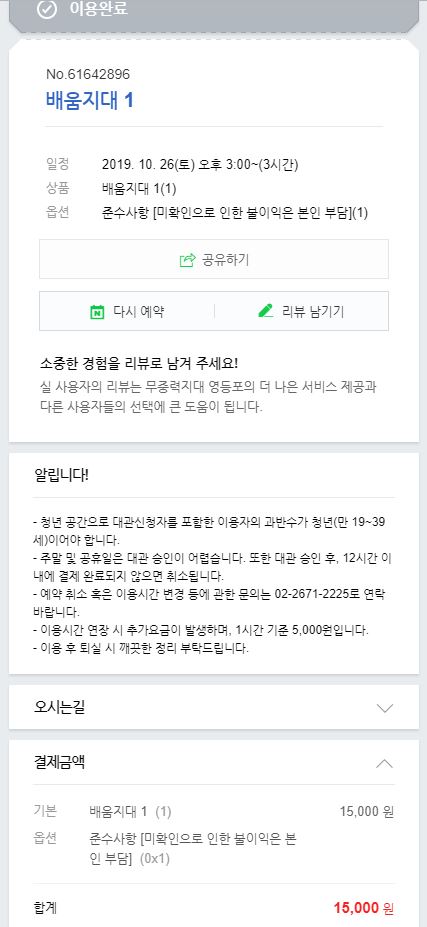 이용완료
No.61642896
배움지대 1
일정 2019. 10. 26(토) 오후 3:00~(3시간)
상품 배움지대 1(1)
옵션 준수사항 [미확인으로 인한 불이익은 본인 부담](1)
공유하기
N 다시 예약 리뷰 남기기
소중한 경험을 리뷰로 남겨 주세요!
실 사용자의 리뷰는 무중력지대 영등포의 더 나은 서비스 제공과
다른 사용자들의 선택에 큰 도움이 됩니다.
알립니다!
- 청년 공간으로 대관신청자를 포함한 이용자의 과반수가 청년(만 19~39
세)이어야 합니다.
- 주말 및 공휴일은 대관 승인이 어렵습니다. 또한 대관 승인 후, 12시간 이
내에 결제 완료되지 않으면 취소됩니다.
- 예약 취소 혹은 이용시간 변경 등에 관한 문의는 02-2671-2225로 연락
바랍니다.
- 이용시간 연장 시 추가요금이 발생하며, 1시간 기준 5,000원입니다.
- 이용 후 퇴실 시 깨끗한 정리 부탁드립니다.
오시는길
결제금액
기본 배움지대 1 (1) 15,000 원
옵션 준수사항 [미확인으로 인한 불이익은 본
인 부담] (0x1)
합계 15,000 원